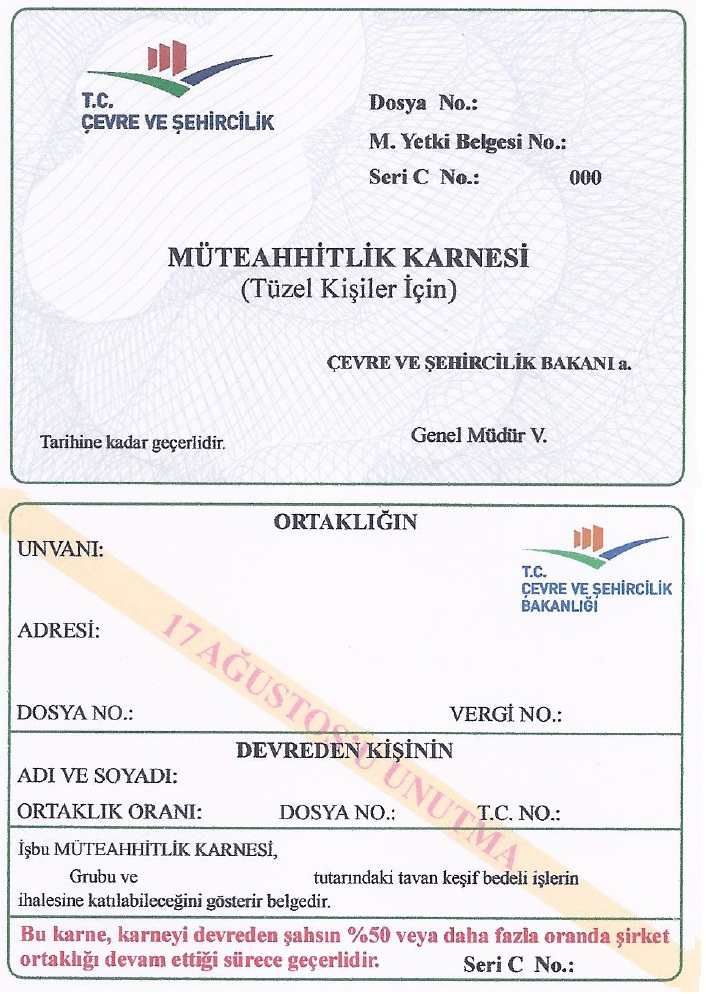 T.C.
ÇEVRE VE ŞEHİRCİLİK
Dosya No.:
M. Yetki Belgesi No.:
Seri C No.: 000
MÜTEAHHİTLİK KARNESİ
(Tüzel Kişiler İçin)
ÇEVRE VE ŞEHİRCİLİK BAKANI a.
Tarihine kadar geçerlidir.
Genel Müdür V.
ORTAKLIĞIN
UNVANI:
T.C.
ÇEVRE VE ŞEHİRCİLİK
BAKANLIĞI
ADRESİ:
17 AĞUSTOS'U UNUTMA
DOSYA NO.: VERGİ NO.:
DEVREDEN KİŞİNİN
ADI VE SOYADI:
ORTAKLIK ORANI: DOSYA NO.: T.C. NO.:
İşbu MÜTEAHHİTLİK KARNESİ,
Grubu ve tutarındaki tavan keşif bedeli işlerin
ihalesine katılabileceğini gösterir belgedir.
Bu karne, karneyi devreden şahsın %50 veya daha fazla oranda şirket
ortaklığı devam ettiği sürece geçerlidir.
Seri C No.: